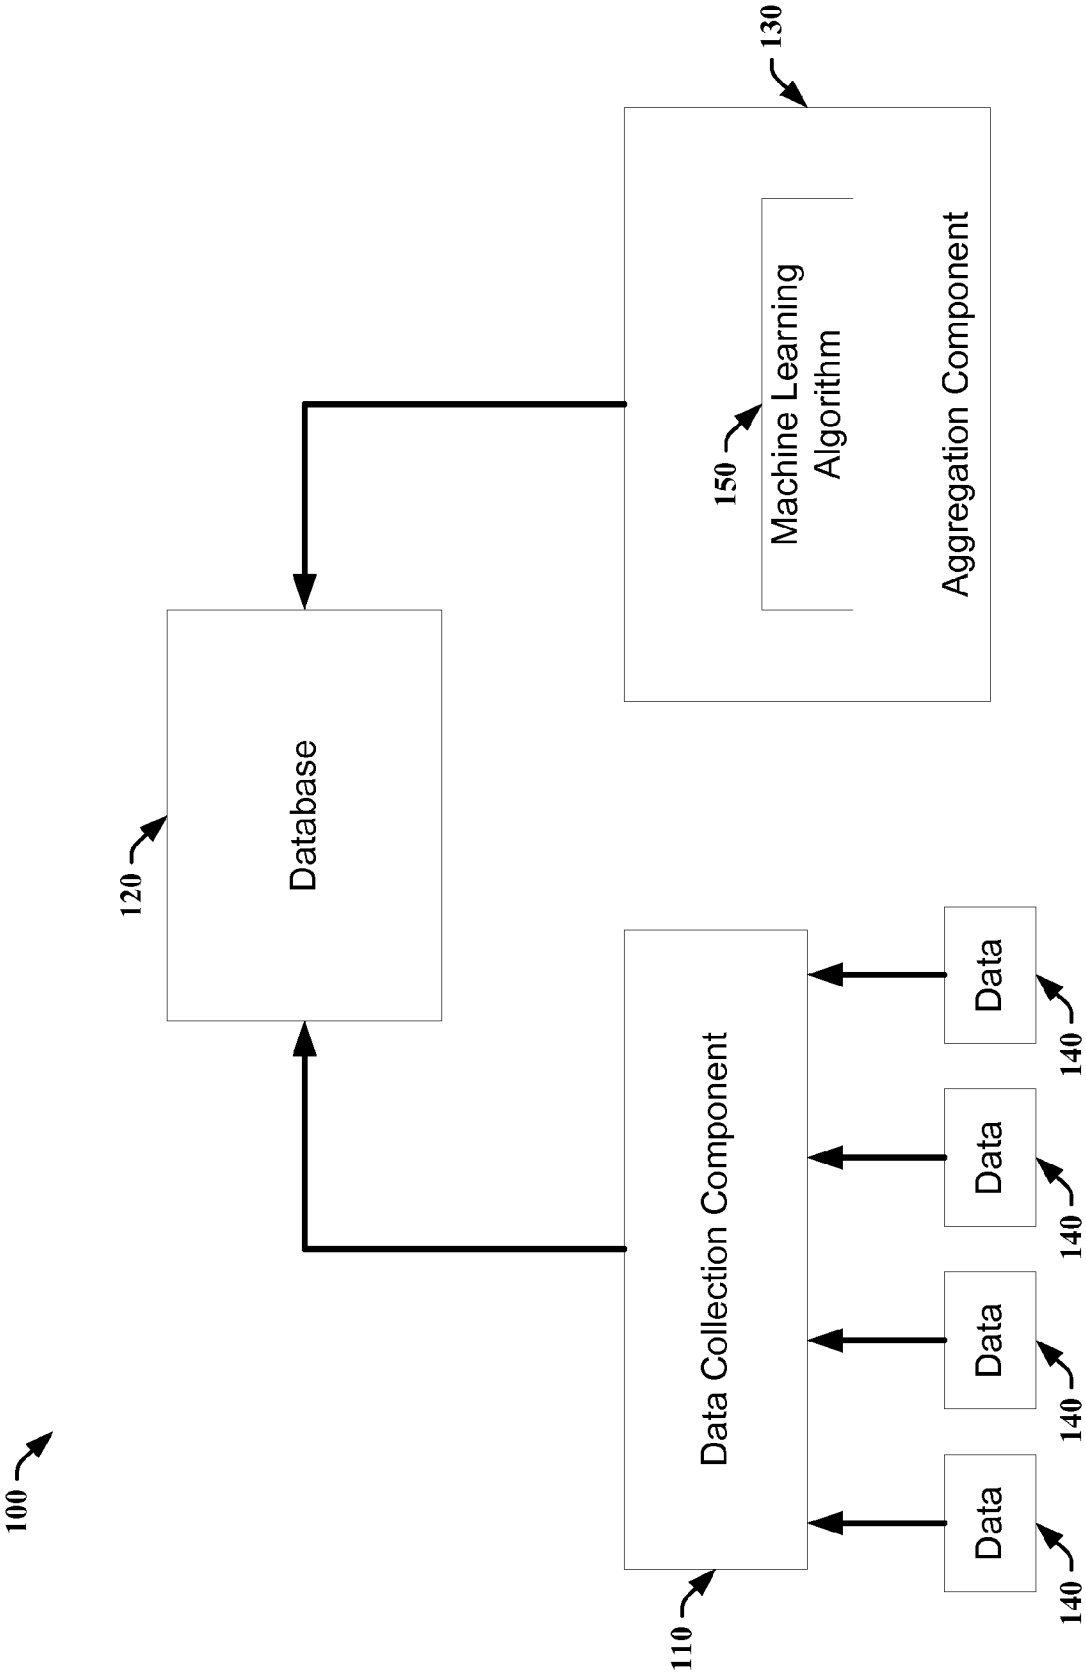 100
120
Database
130
150
Machine Learning
Algorithm
Aggregation Component
110
Data Collection Component
Data
Data
Data
Data
140
140
140
140